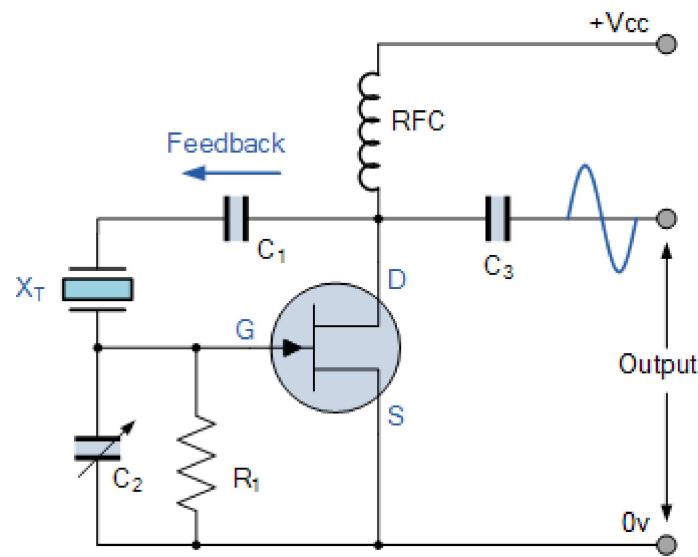 +Vcc
RFC
Feedback
C1
C3
XT
D
G
Output
S
C2
R1
0v